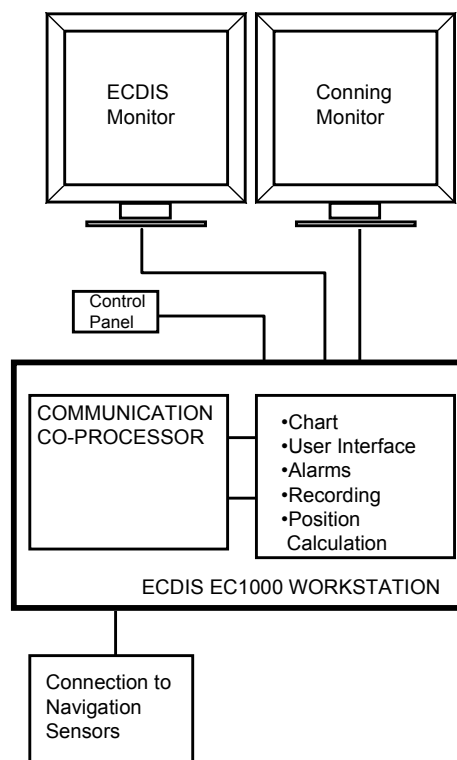 ECDIS
Monitor
Conning
Monitor
Control
Panel
COMMUNICATION
CO-PROCESSOR
•Chart
•User Interface
•Alarms
•Recording
•Position
Calculation
ECDIS EC1000 WORKSTATION
Connection to
Navigation
Sensors